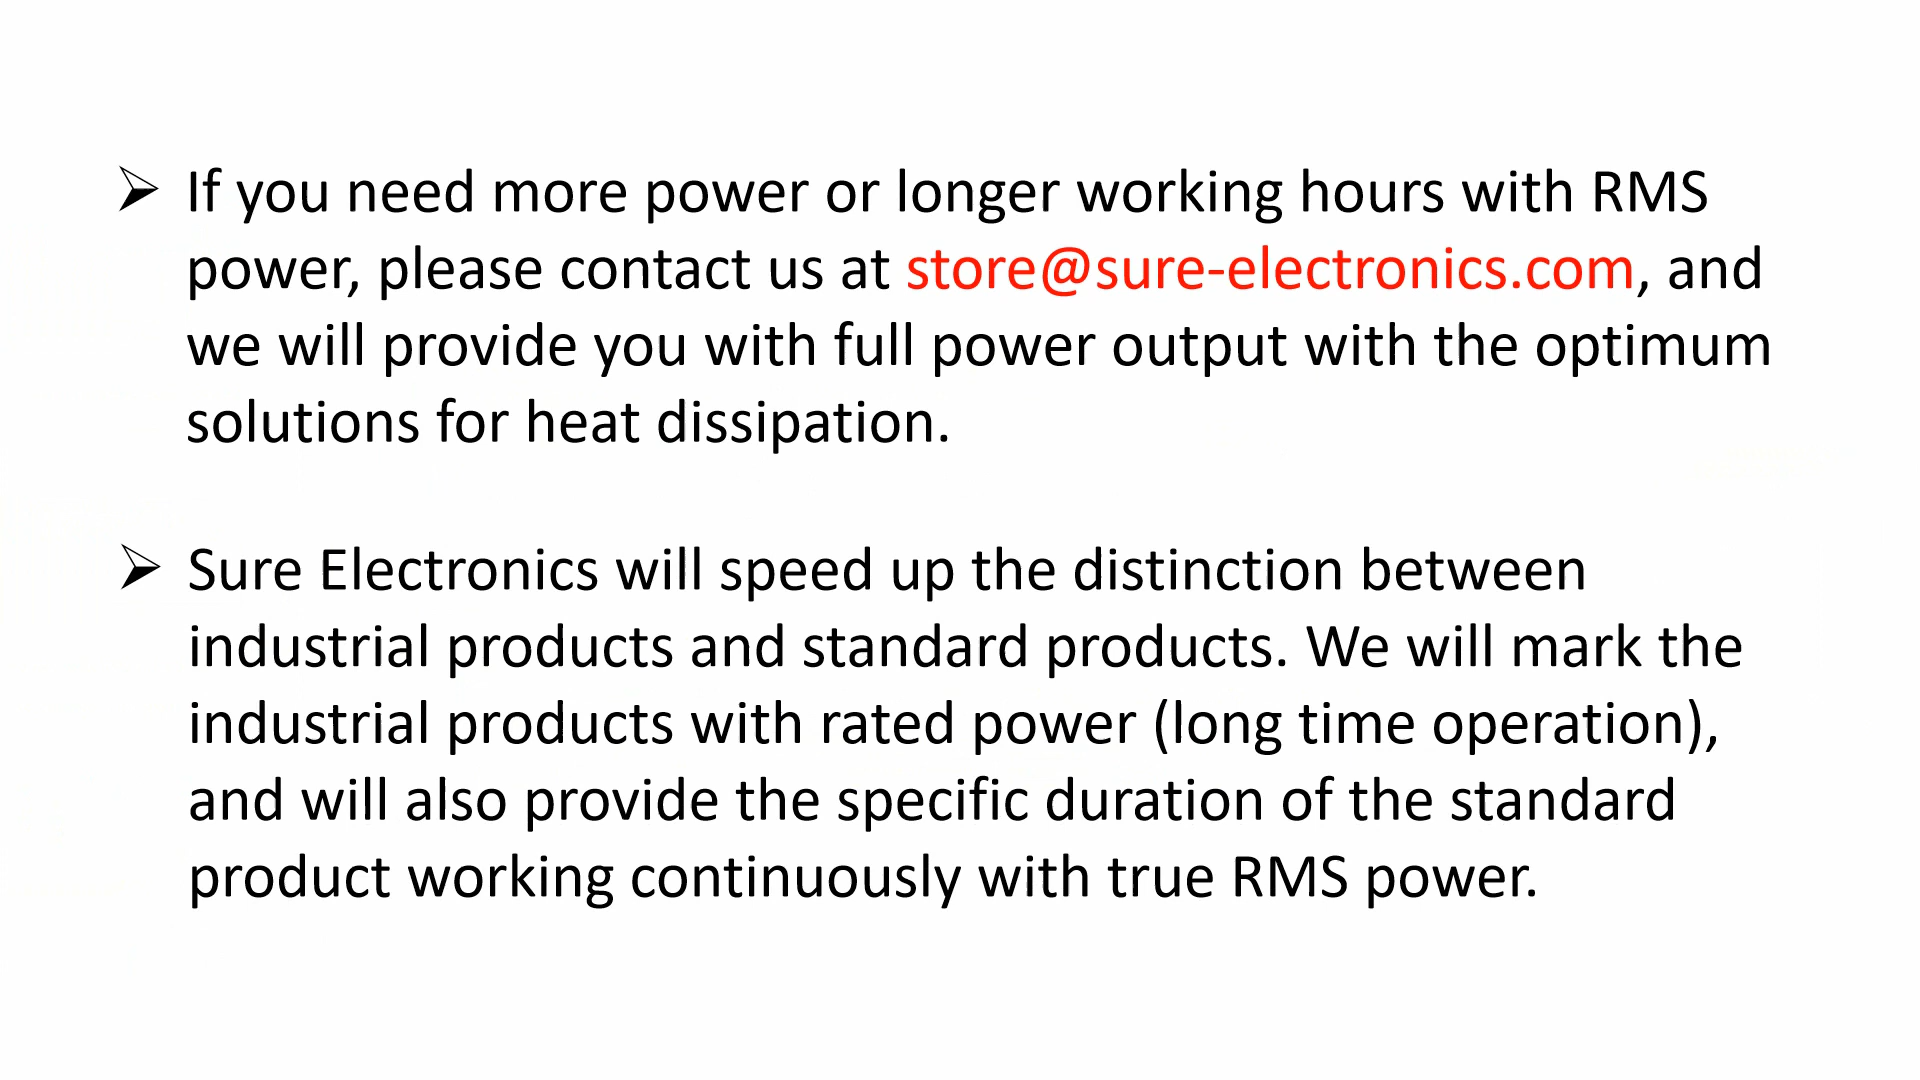 ➢ If you need more power or longer working hours with RMS
power, please contact us at store@sure-electronics.com, and
we will provide you with full power output with the optimum
solutions for heat dissipation.
➢ Sure Electronics will speed up the distinction between
industrial products and standard products. We will mark the
industrial products with rated power (long time operation),
and will also provide the specific duration of the standard
product working continuously with true RMS power.